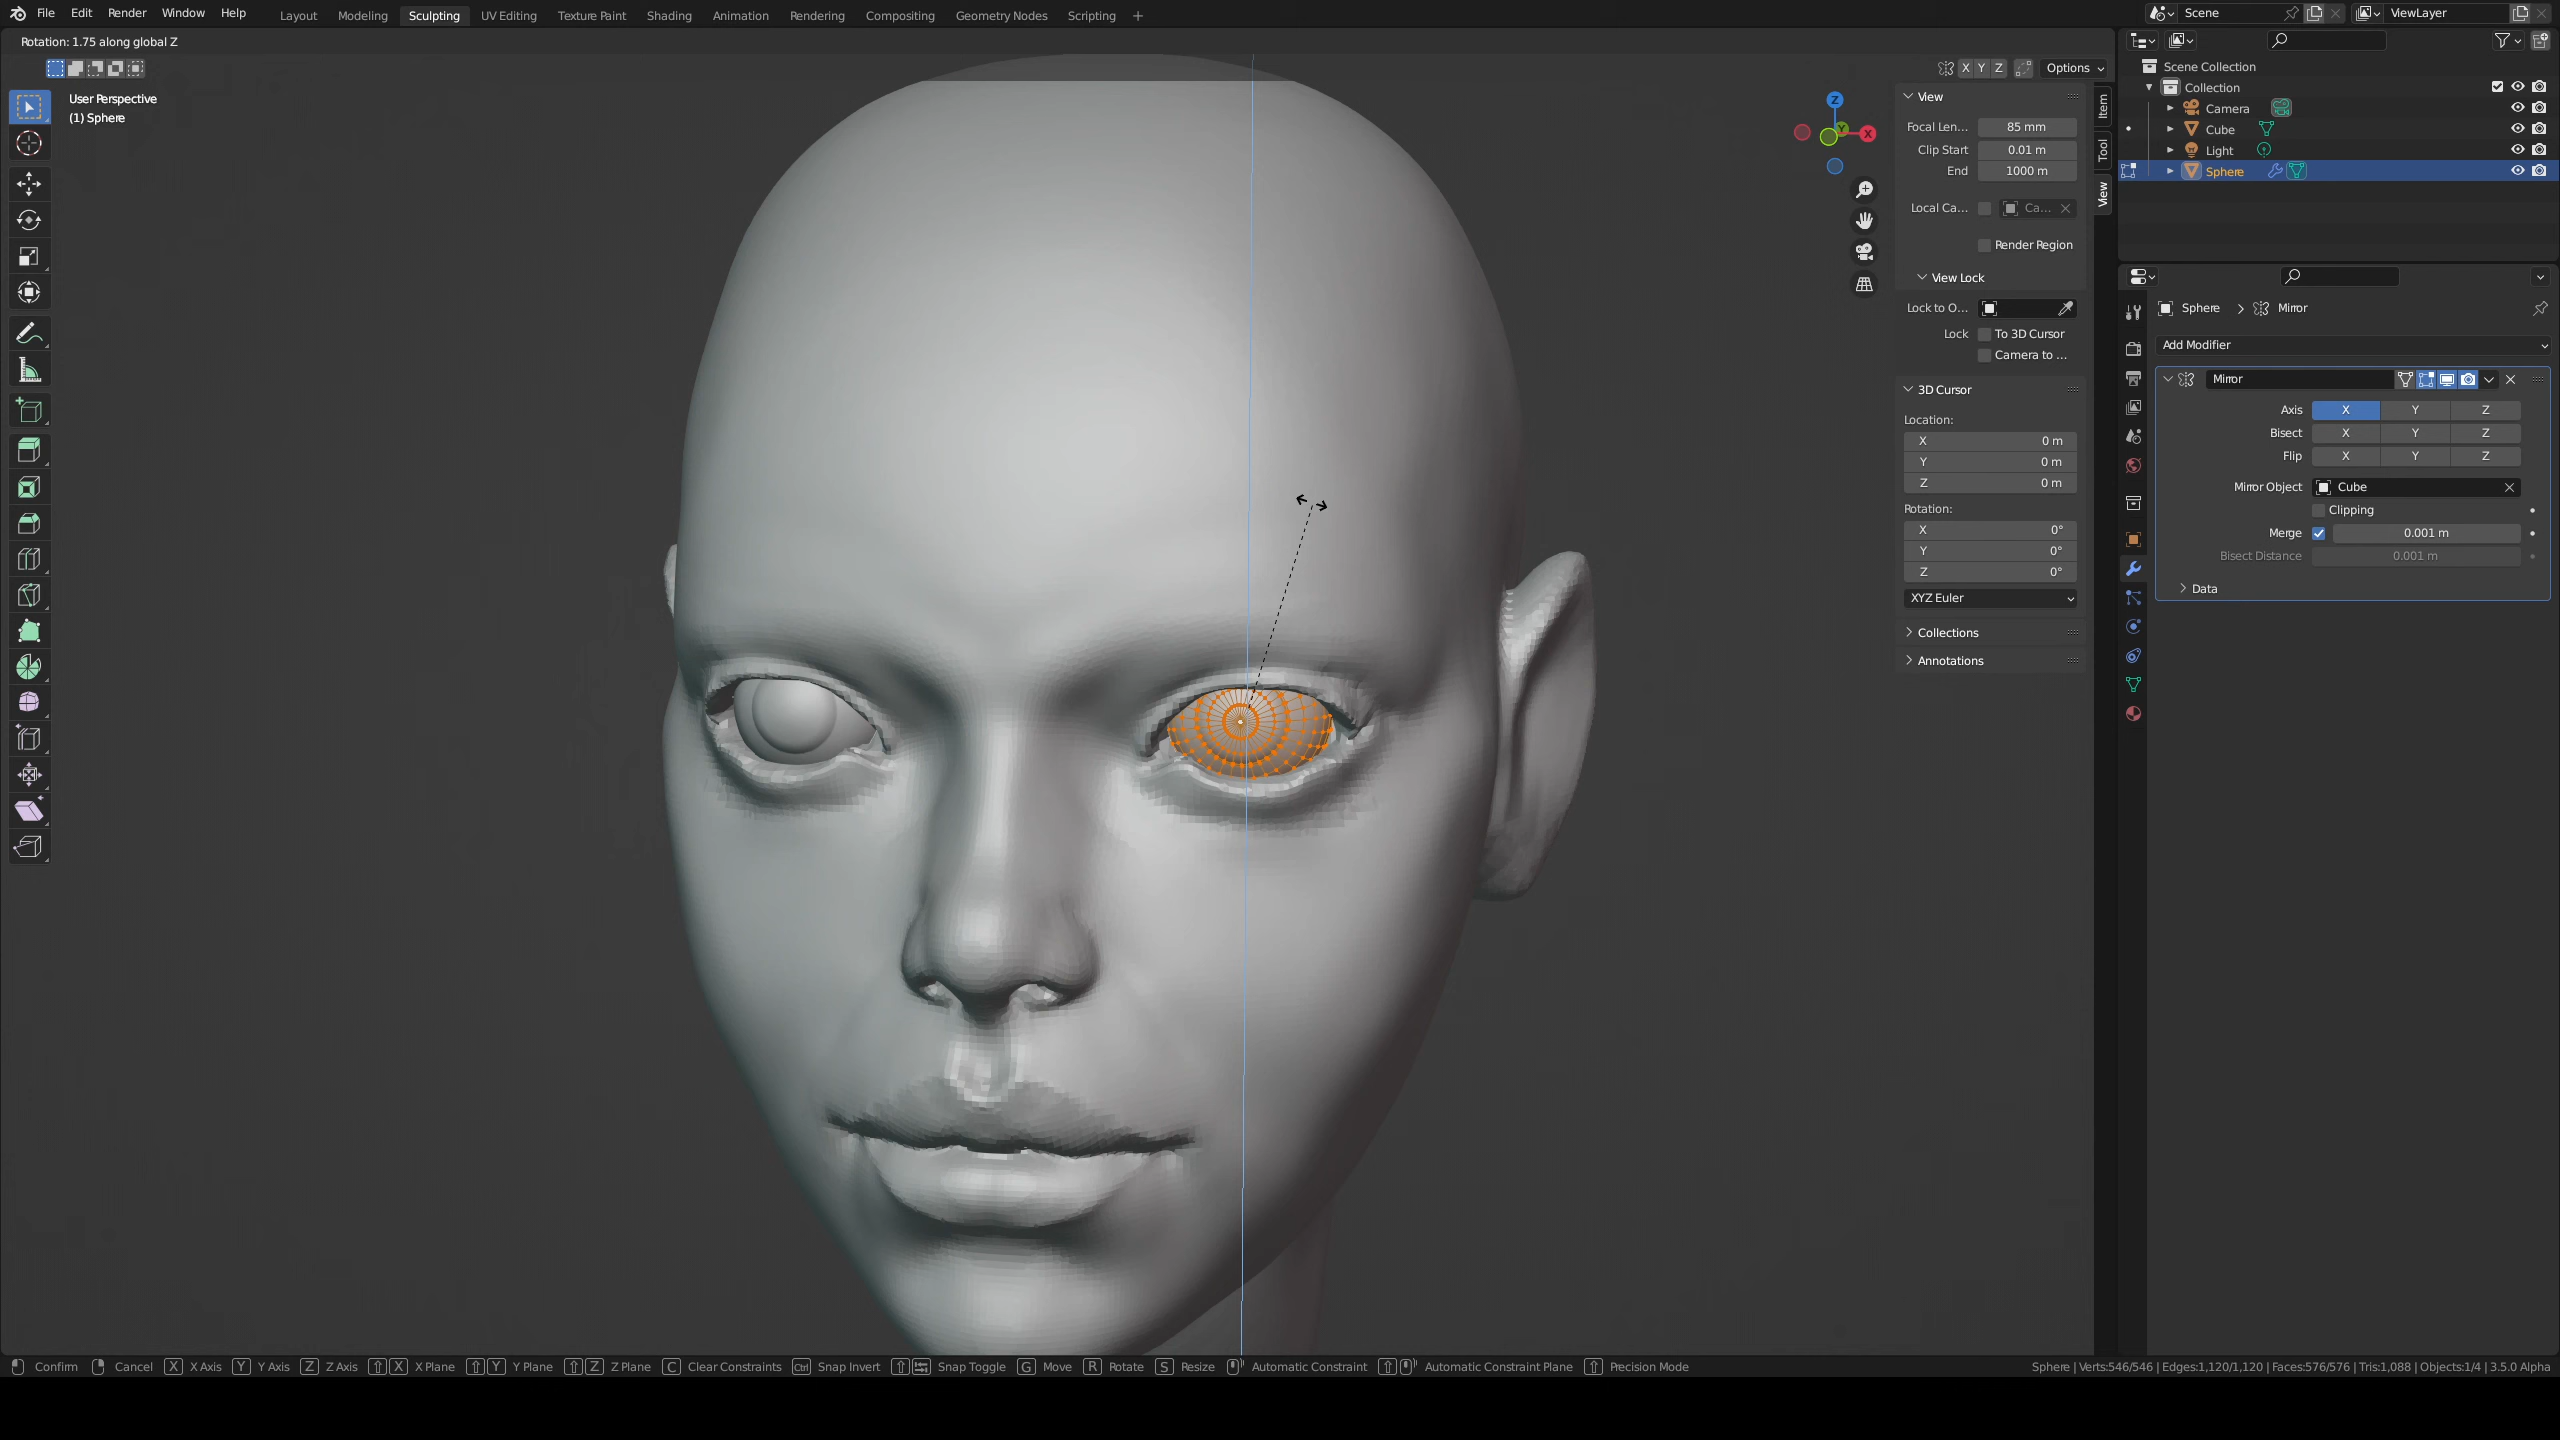 File Edit Render Window Help Layout Modeling Sculpting UV Editing Texture Paint Shading Animation Rendering Compositing Geometry Nodes Scripting +
Scene ViewLayer
Rotation: 1.75 along global Z
X Y Z Options
User Perspective
(1) Sphere
Z
X
Y
View
Focal Len... 85 mm
Clip Start 0.01 m
End 1000 m
Local Ca... Ca...
Render Region
View Lock
Lock to O...
Lock To 3D Cursor
Camera to ...
3D Cursor
Location:
X 0 m
Y 0 m
Z 0 m
Rotation:
X 0°
Y 0°
Z 0°
XYZ Euler
Collections
Annotations
Item
Tool
View
Scene Collection
Collection
Camera
Cube
Light
Sphere
Sphere > Mirror
Add Modifier
Mirror
Axis X Y Z
Bisect X Y Z
Flip X Y Z
Mirror Object Cube
Clipping
Merge 0.001 m
Bisect Distance 0.001 m
Data
Confirm Cancel X X Axis Y Y Axis Z Z Axis X X Plane Y Y Plane Z Z Plane C Clear Constraints Ctrl Snap Invert Snap Toggle G Move R Rotate S Resize Automatic Constraint Automatic Constraint Plane Precision Mode
Sphere | Verts:546/546 | Edges:1,120/1,120 | Faces:576/576 | Tris:1,088 | Objects:1/4 | 3.5.0 Alpha